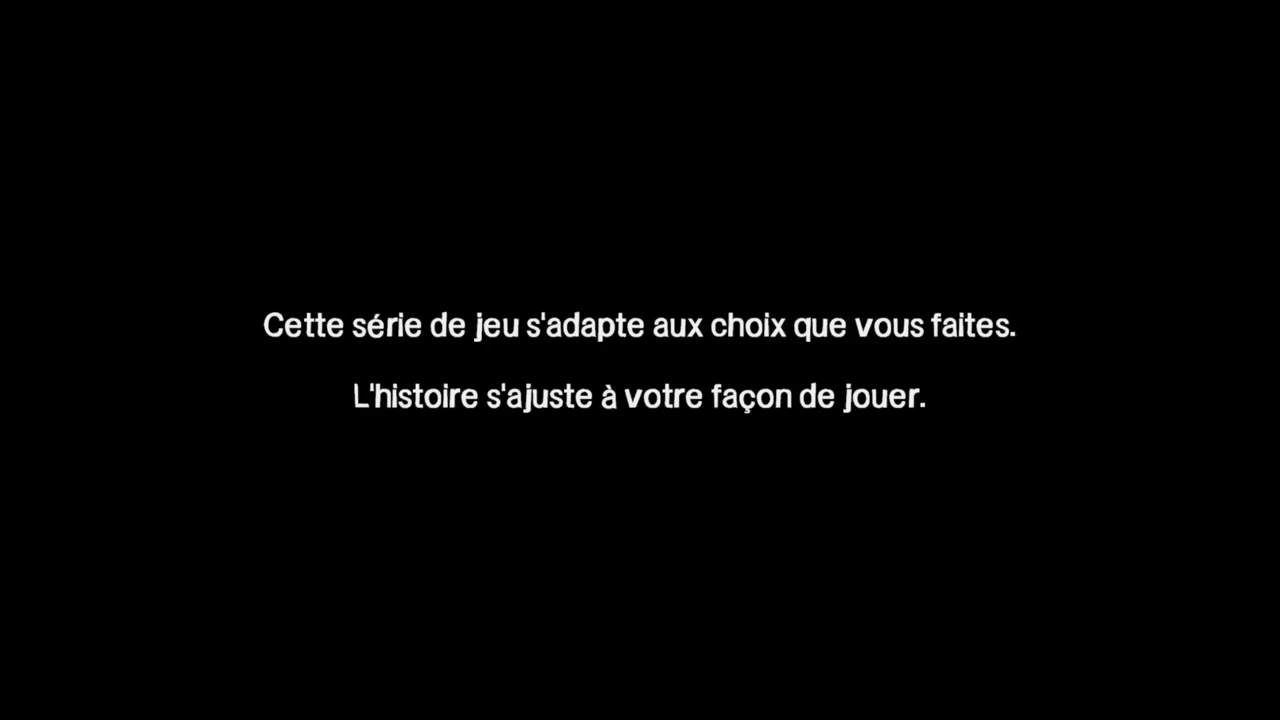 Cette série de jeu s'adapte aux choix que vous faites.
L'histoire s'ajuste à votre façon de jouer.